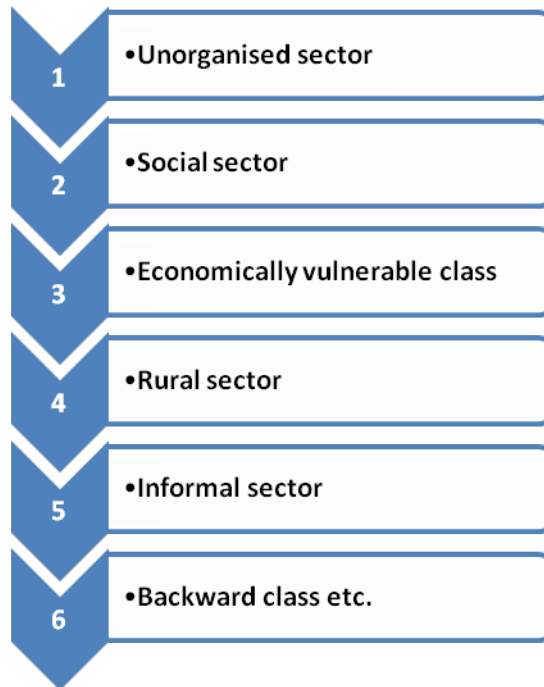 1
•Unorganised sector
2
•Social sector
3
•Economically vulnerable class
4
•Rural sector
5
•Informal sector
6
•Backward class etc.